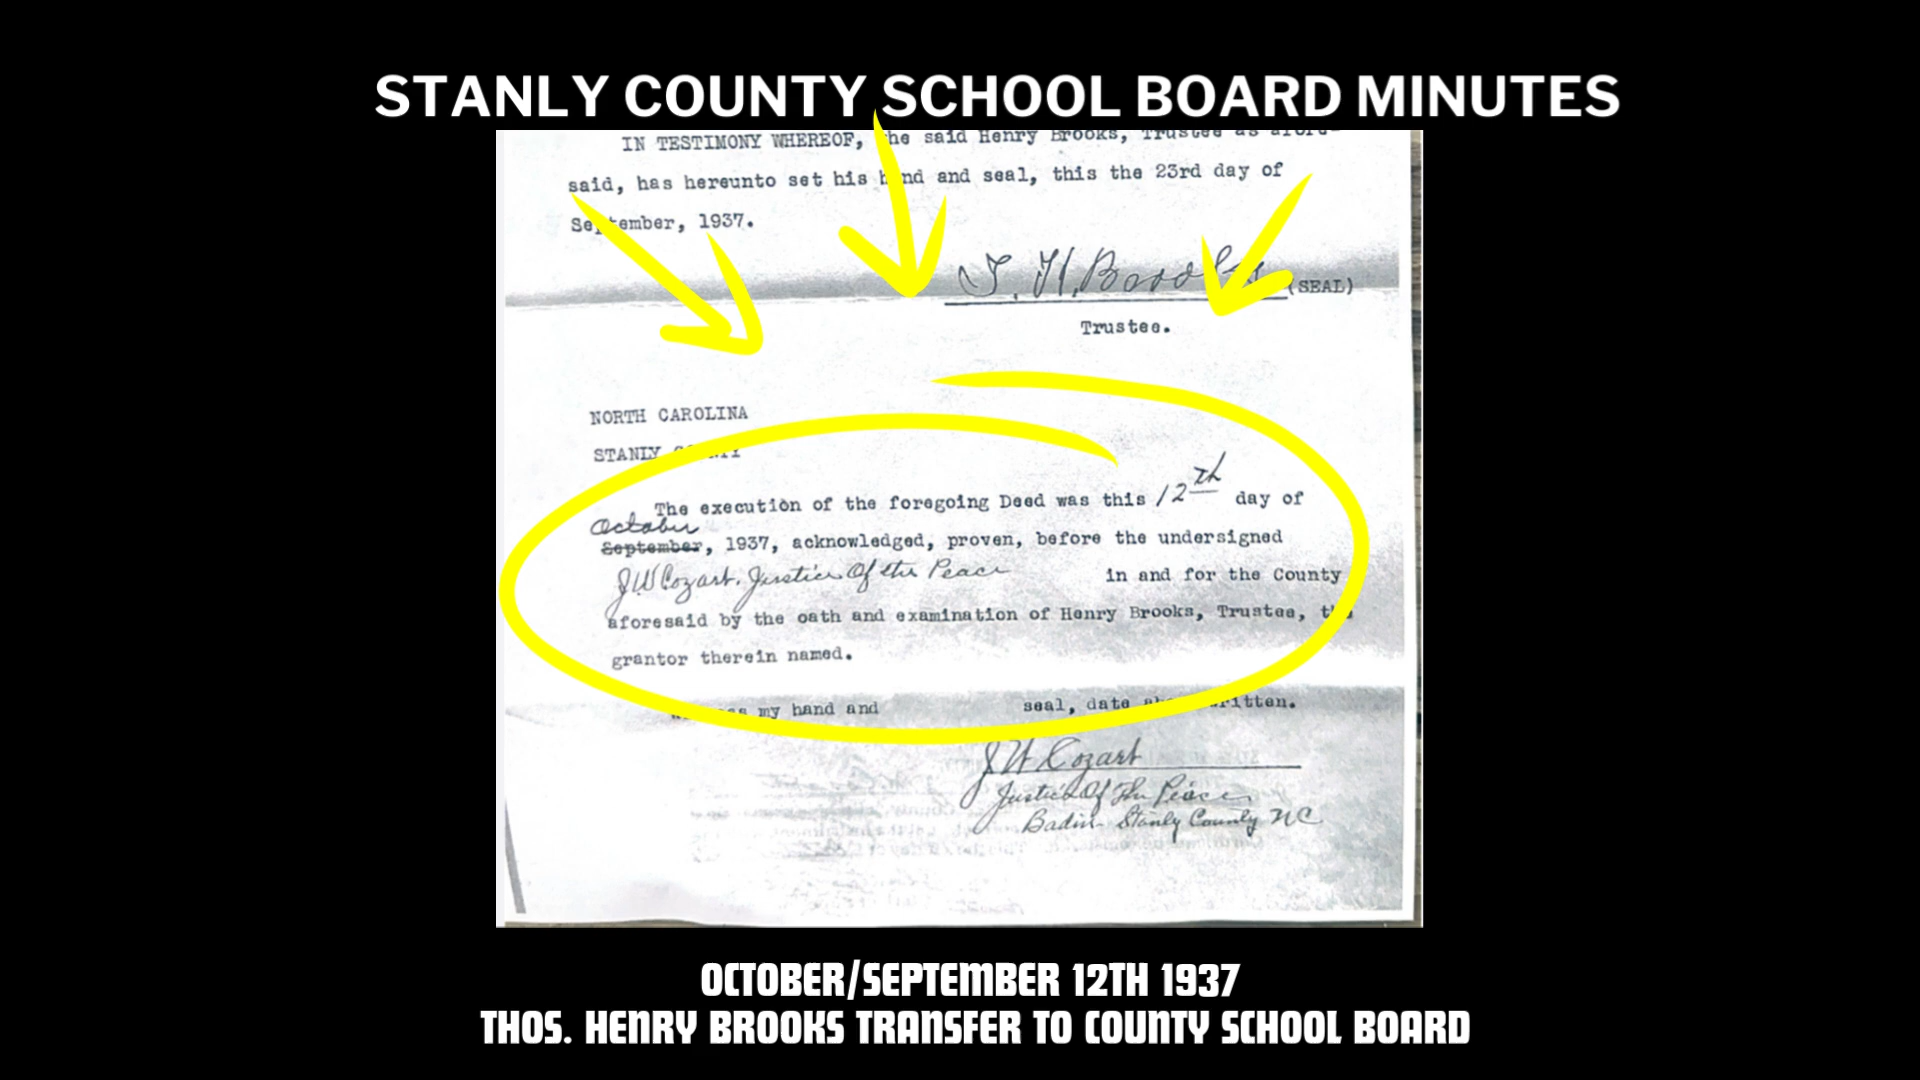 STANLY COUNTY SCHOOL BOARD MINUTES
IN TESTIMONY WHEREOF, the said Henry Brooks, Trustee as afore-
said, has hereunto set his hand and seal, this the 23rd day of
September, 1937.
T. H. Brooks (SEAL)
Trustee.
NORTH CAROLINA
STANLY COUNTY
The execution of the foregoing Deed was this 12th day of
October
September, 1937, acknowledged, proven, before the undersigned
J W Cozart, Justice Of the Peace in and for the County
aforesaid by the oath and examination of Henry Brooks, Trustee, the
grantor therein named.
Witness my hand and seal, date above written.
J W Cozart
Justice Of The Peace
Badin Stanly County NC
OCTOBER/SEPTEMBER 12TH 1937
THOS. HENRY BROOKS TRANSFER TO COUNTY SCHOOL BOARD